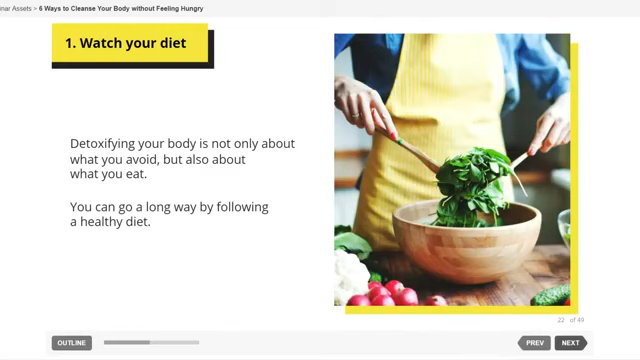 inar Assets > 6 Ways to Cleanse Your Body without Feeling Hungry
1. Watch your diet
Detoxifying your body is not only about
what you avoid, but also about
what you eat.
You can go a long way by following
a healthy diet.
22 of 49
OUTLINE
PREV
NEXT